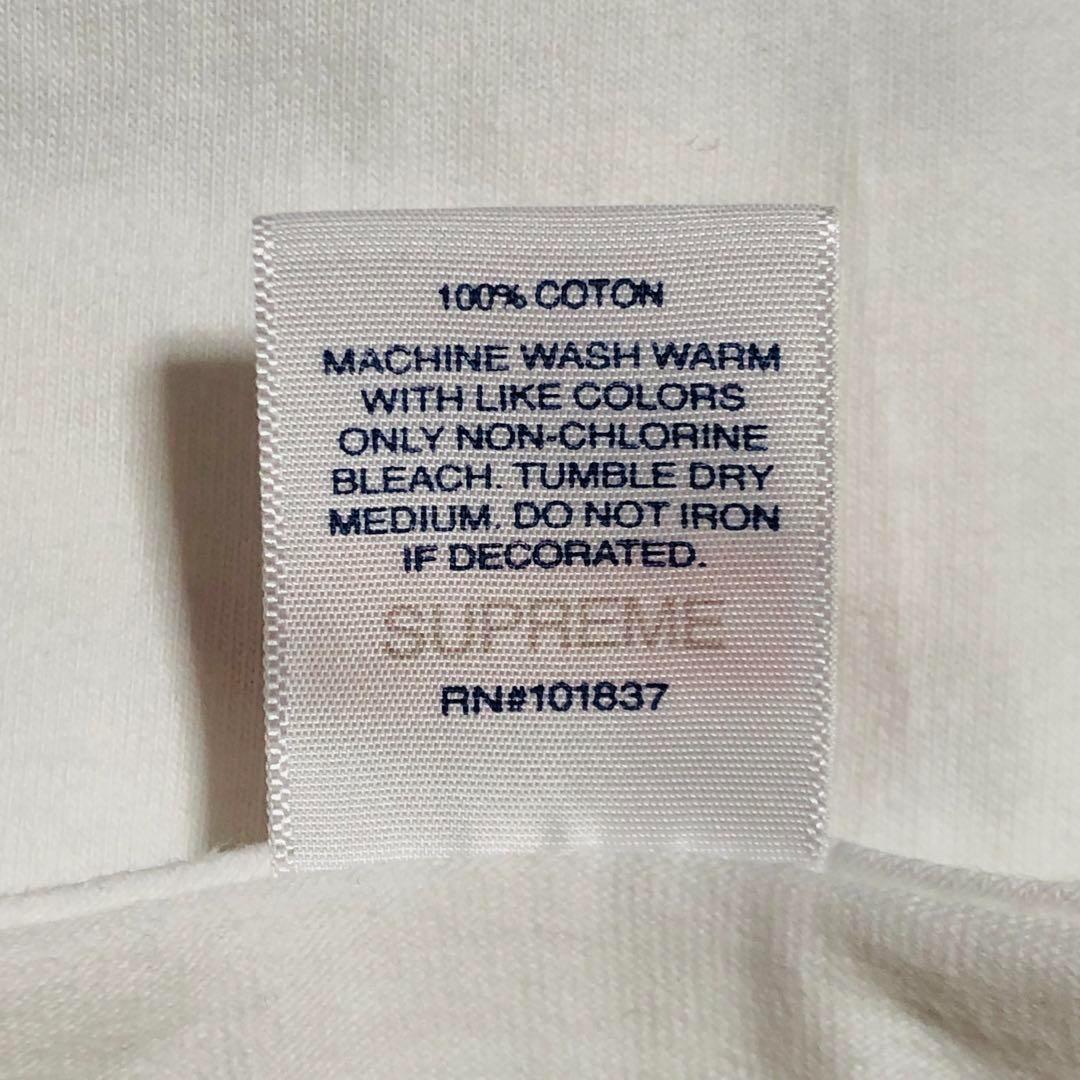 100% COTON
MACHINE WASH WARM
WITH LIKE COLORS
ONLY NON-CHLORINE
BLEACH. TUMBLE DRY
MEDIUM. DO NOT IRON
IF DECORATED.
SUPREME
RN#101837